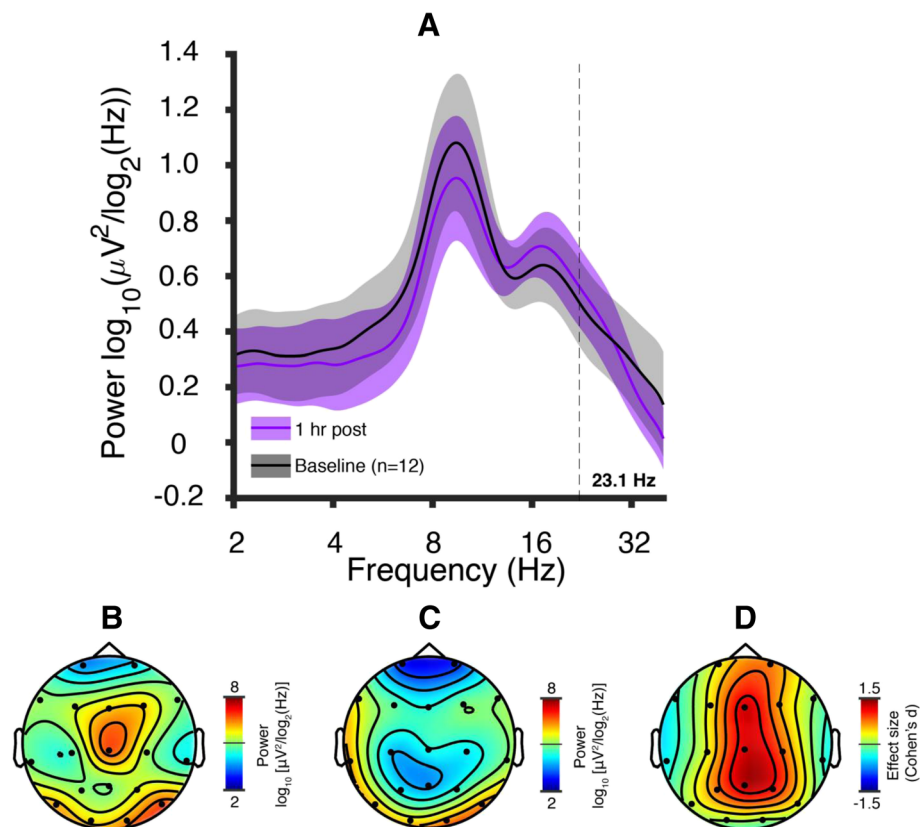 A
Power log₁₀(μV²/log₂(Hz))
1.4
1.2
1.0
0.8
0.6
0.4
0.2
0
-0.2
1 hr post
Baseline (n=12)
23.1 Hz
2 4 8 16 32
Frequency (Hz)
B C D
8
Power
log₁₀ [μV²/log₂(Hz)]
2
8
Power
log₁₀ [μV²/log₂(Hz)]
2
1.5
Effect size
(Cohen's d)
-1.5